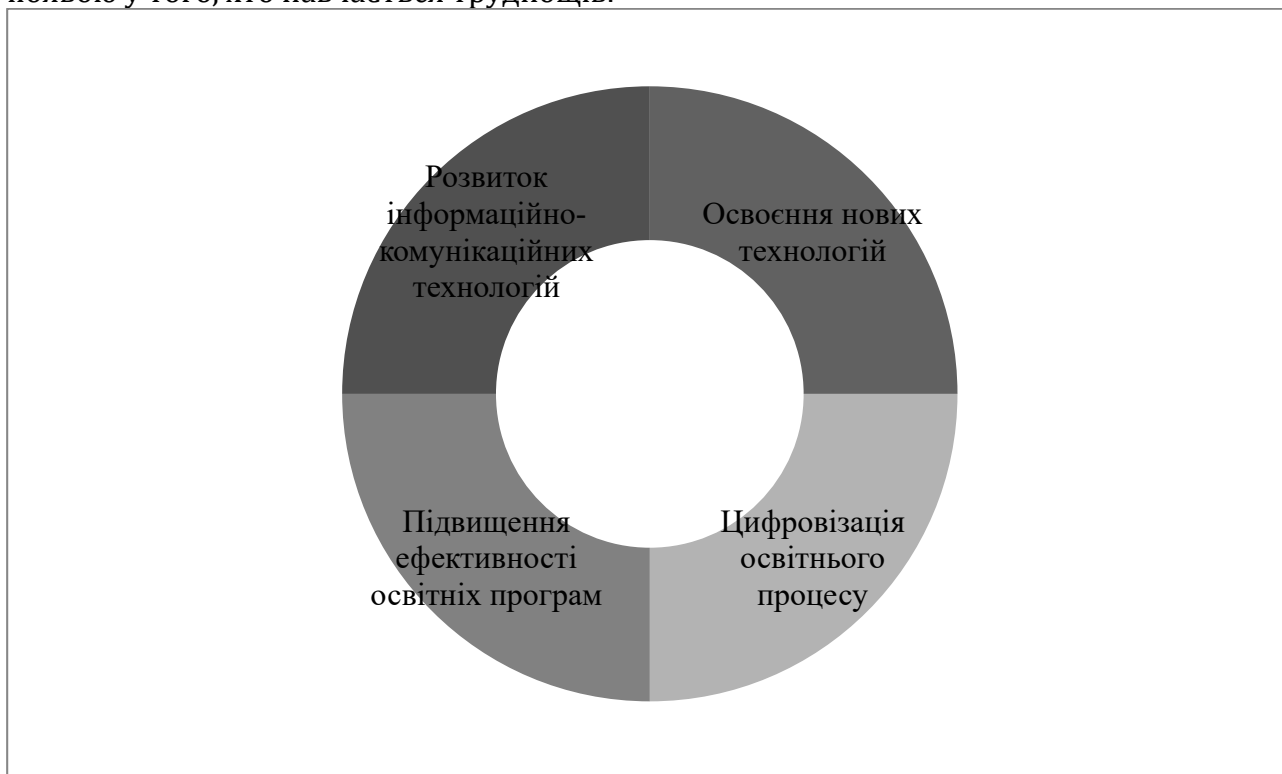 Розвиток
інформаційно-
комунікаційних
технологій
Освоєння нових
технологій
Підвищення
ефективності
освітніх програм
Цифровізація
освітнього
процесу